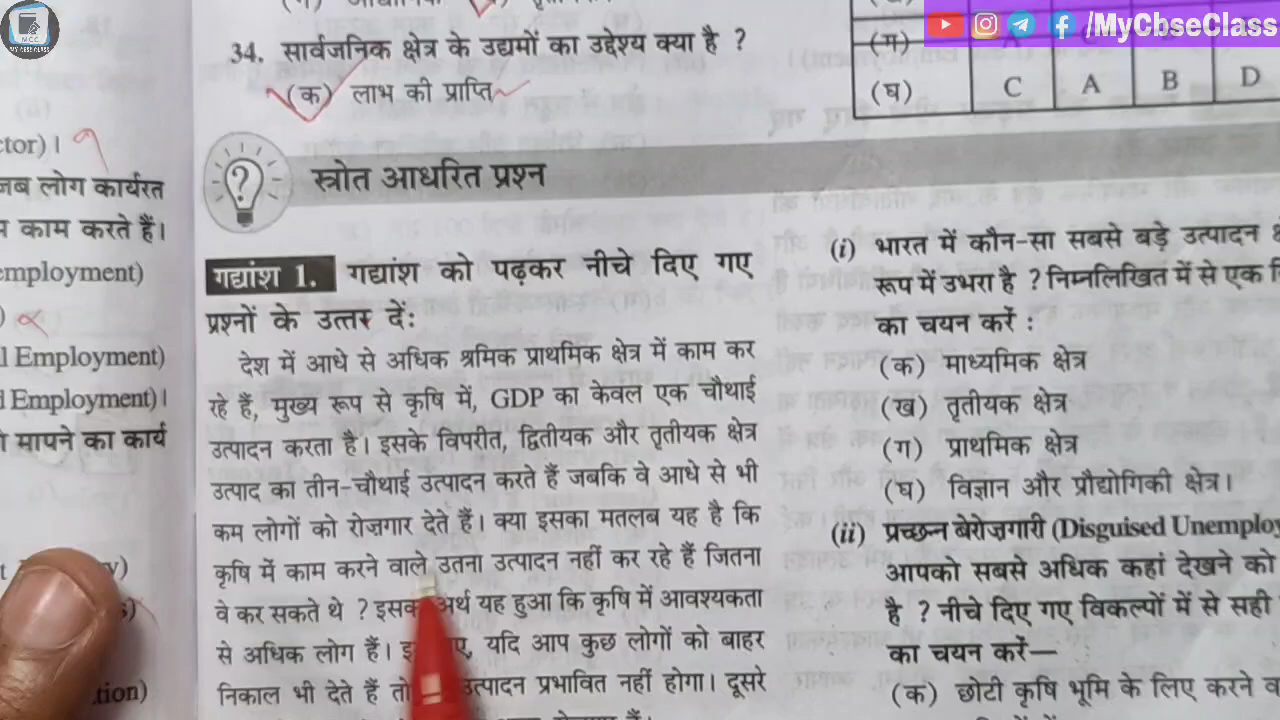 MCC
MY CBSE CLASS
/MyCbseClass
34. सार्वजनिक क्षेत्र के उद्यमों का उद्देश्य क्या है ?
(क) लाभ की प्राप्ति
(ग)
(घ) C A B D
ctor)।
जब लोग कार्यरत
काम करते हैं।
employment)
l Employment)
d Employment)।
मापने का कार्य
स्त्रोत आधरित प्रश्न
गद्यांश 1. गद्यांश को पढ़कर नीचे दिए गए
प्रश्नों के उत्तर दें:
देश में आधे से अधिक श्रमिक प्राथमिक क्षेत्र में काम कर
रहे हैं, मुख्य रूप से कृषि में, GDP का केवल एक चौथाई
उत्पादन करता है। इसके विपरीत, द्वितीयक और तृतीयक क्षेत्र
उत्पाद का तीन-चौथाई उत्पादन करते हैं जबकि वे आधे से भी
कम लोगों को रोज़गार देते हैं। क्या इसका मतलब यह है कि
कृषि में काम करने वाले उतना उत्पादन नहीं कर रहे हैं जितना
वे कर सकते थे ? अर्थ यह हुआ कि कृषि में आवश्यकता
से अधिक लोग हैं। यदि आप कुछ लोगों को बाहर
निकाल भी देते हैं तो उत्पादन प्रभावित नहीं होगा। दूसरे
(i) भारत में कौन-सा सबसे बड़े उत्पादन
रूप में उभरा है ? निम्नलिखित में से एक
का चयन करें :
(क) माध्यमिक क्षेत्र
(ख) तृतीयक क्षेत्र
(ग) प्राथमिक क्षेत्र
(घ) विज्ञान और प्रौद्योगिकी क्षेत्र।
(ii) प्रच्छन्न बेरोज़गारी (Disguised Unemploy
आपको सबसे अधिक कहां देखने को
है ? नीचे दिए गए विकल्पों में से सही
का चयन करें—
(क) छोटी कृषि भूमि के लिए करने